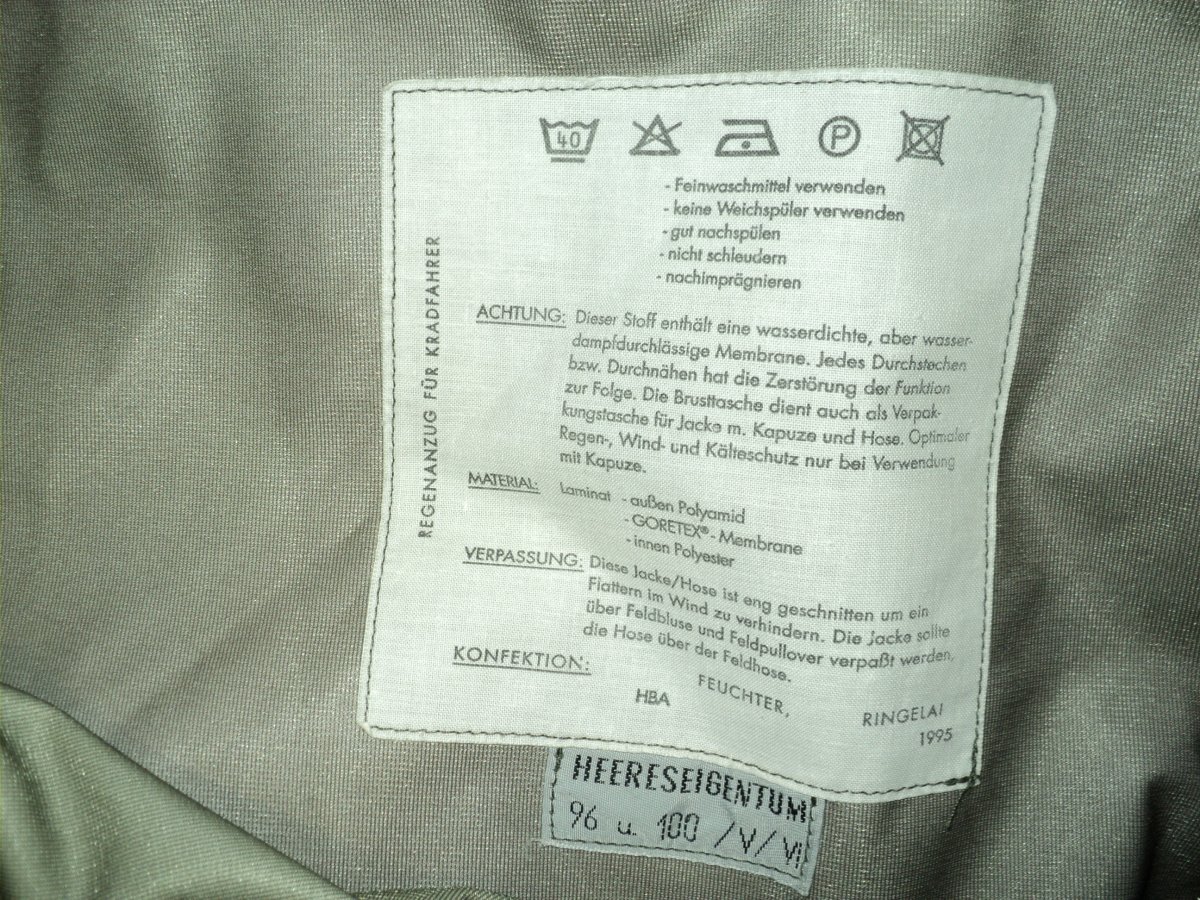 40
P
- Feinwaschmittel verwenden
- keine Weichspüler verwenden
- gut nachspülen
- nicht schleudern
- nachimprägnieren
REGENANZUG FÜR KRADFAHRER
ACHTUNG: Dieser Stoff enthält eine wasserdichte, aber wasser-
dampfdurchlässige Membrane. Jedes Durchstechen
bzw. Durchnähen hat die Zerstörung der Funktion
zur Folge. Die Brusttasche dient auch als Verpak-
kungstasche für Jacke m. Kapuze und Hose. Optimaler
Regen-, Wind- und Kälteschutz nur bei Verwendung
mit Kapuze.
MATERIAL: Laminat - außen Polyamid
- GORETEX® - Membrane
- innen Polyester
VERPASSUNG: Diese Jacke/Hose ist eng geschnitten um ein
Flattern im Wind zu verhindern. Die Jacke sollte
über Feldbluse und Feldpullover verpaßt werden,
die Hose über der Feldhose.
KONFEKTION:
HBA FEUCHTER, RINGELAI
1995
HEERESEIGENTUM
96 u. 100 /V/VI